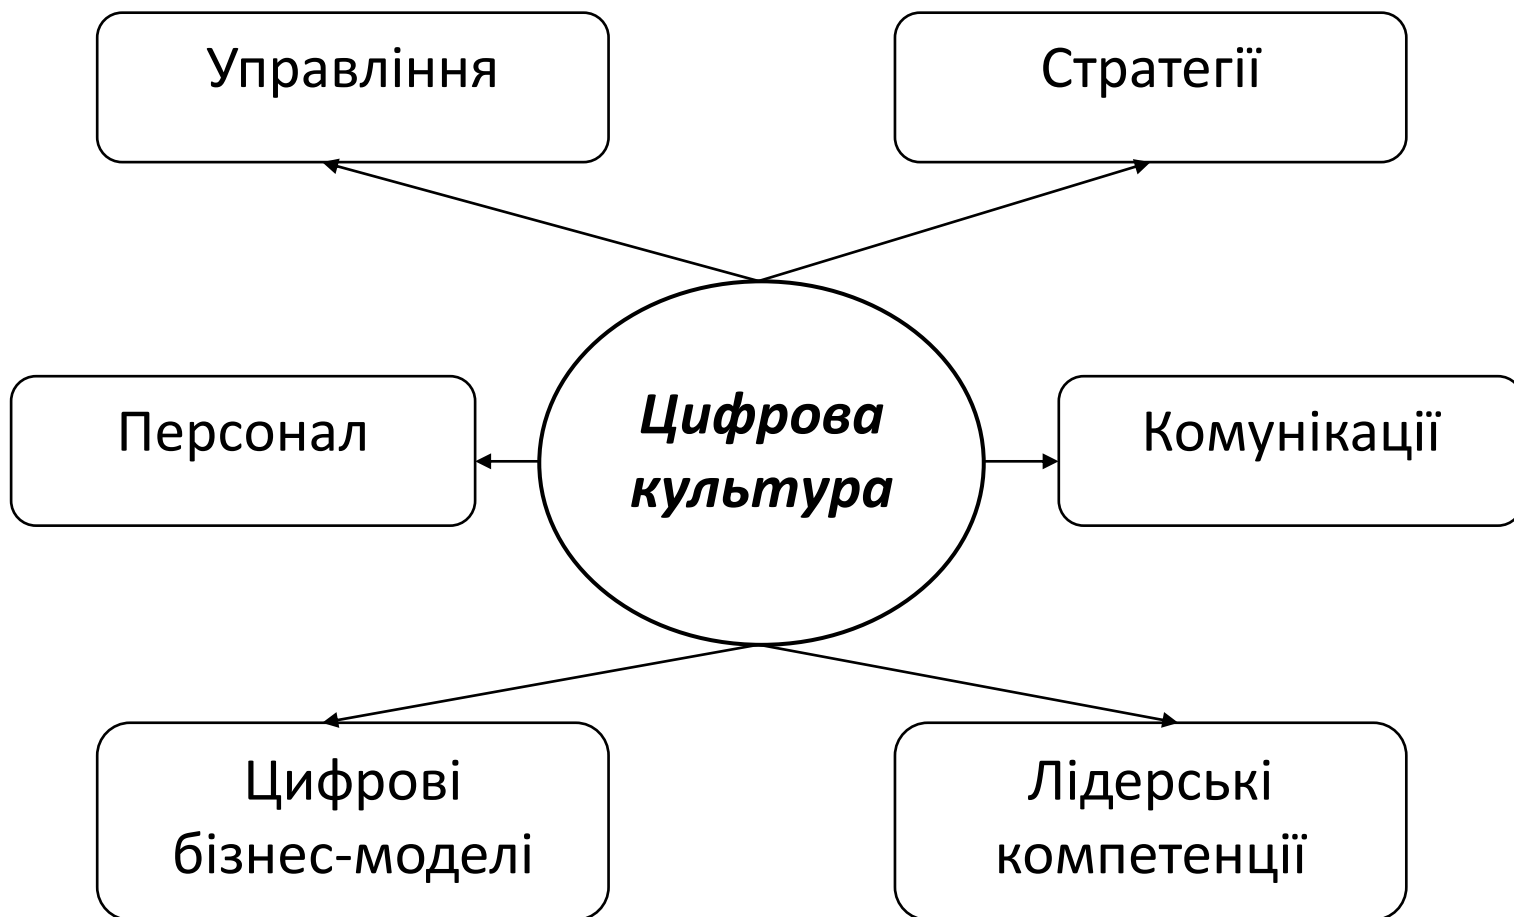 Управління
Стратегії
Персонал
Цифрова
культура
Комунікації
Цифрові
бізнес-моделі
Лідерські
компетенції